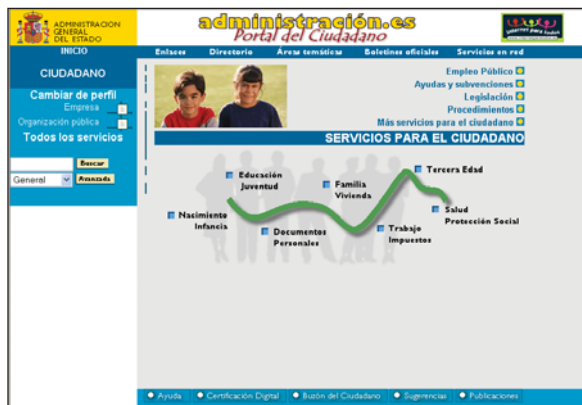 ADMINISTRACION
GENERAL
DEL ESTADO
administración.es
Portal del Ciudadano
internet para todos
INICIO
Enlaces
Directorio
Áreas temáticas
Boletines oficiales
Servicios en red
CIUDADANO
Cambiar de perfil
Empresa
Organización pública
Todos los servicios
Buscar
General
Avanzada
Empleo Público
Ayudas y subvenciones
Legislación
Procedimientos
Más servicios para el ciudadano
SERVICIOS PARA EL CIUDADANO
Nacimiento
Infancia
Educación
Juventud
Documentos
Personales
Familia
Vivienda
Trabajo
Impuestos
Tercera Edad
Salud
Protección Social
Ayuda
Certificación Digital
Buzón del Ciudadano
Sugerencias
Publicaciones